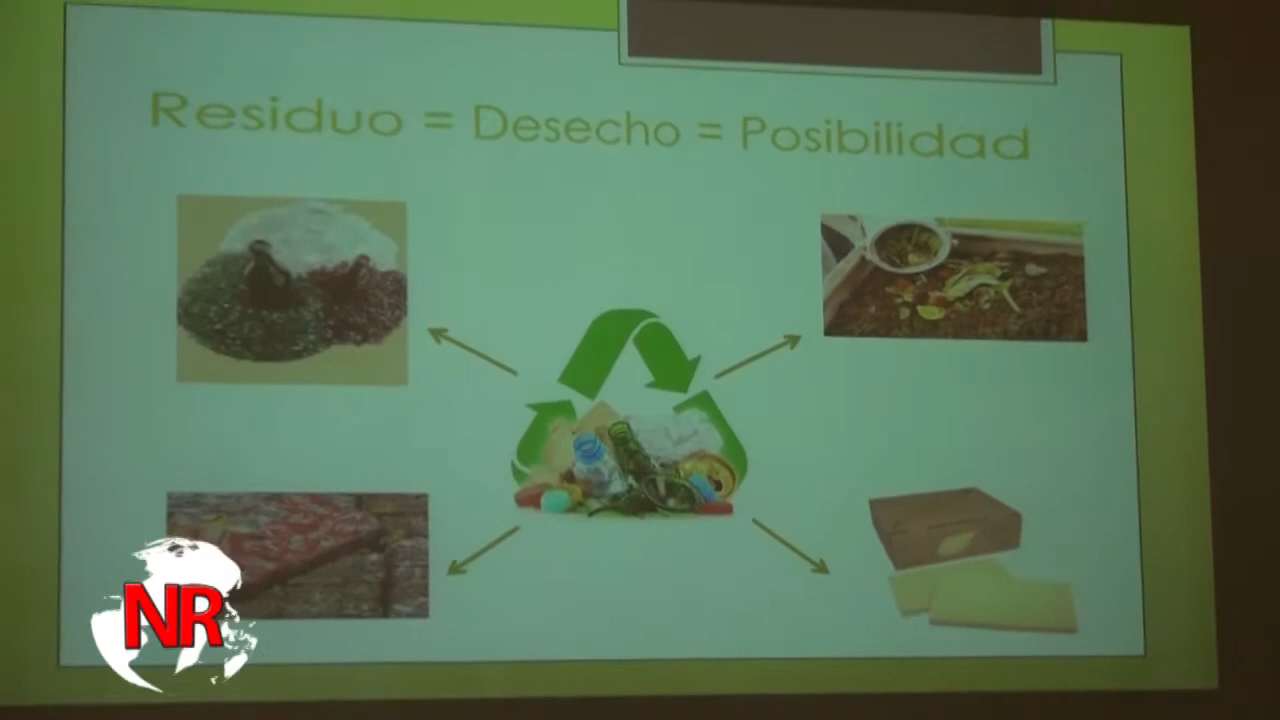 Residuo = Desecho = Posibilidad
NR